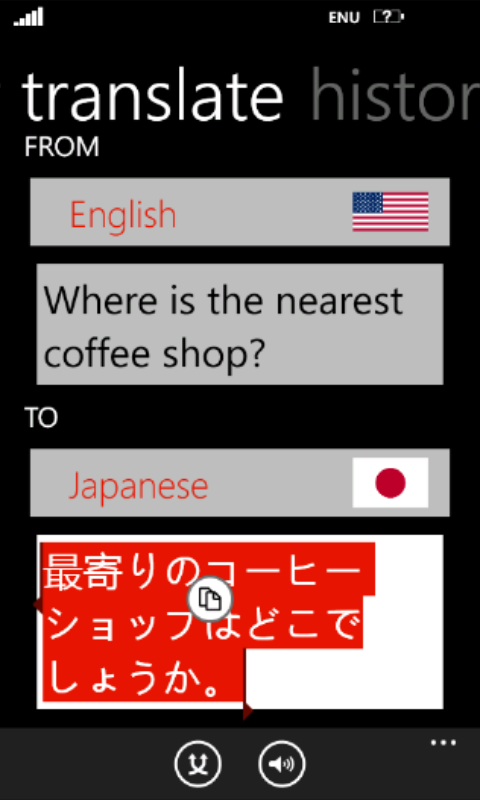 ENU
translate histor
FROM
English
Where is the nearest
coffee shop?
TO
Japanese
最寄りのコーヒー
ショップはどこで
しょうか。